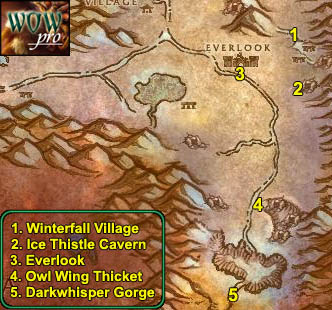 VILLAGE
WOW
pro
EVERLOOK
1
3
2
4
5
1. Winterfall Village
2. Ice Thistle Cavern
3. Everlook
4. Owl Wing Thicket
5. Darkwhisper Gorge